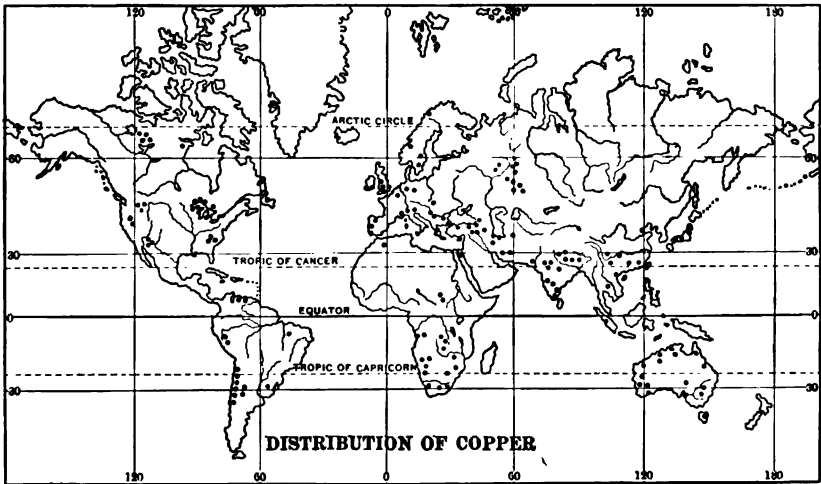 120 60 0 60 120 180
ARCTIC CIRCLE
60 60
30 30
TROPIC OF CANCER
EQUATOR
0 0
TROPIC OF CAPRICORN
30 30
DISTRIBUTION OF COPPER
120 60 0 60 120 180